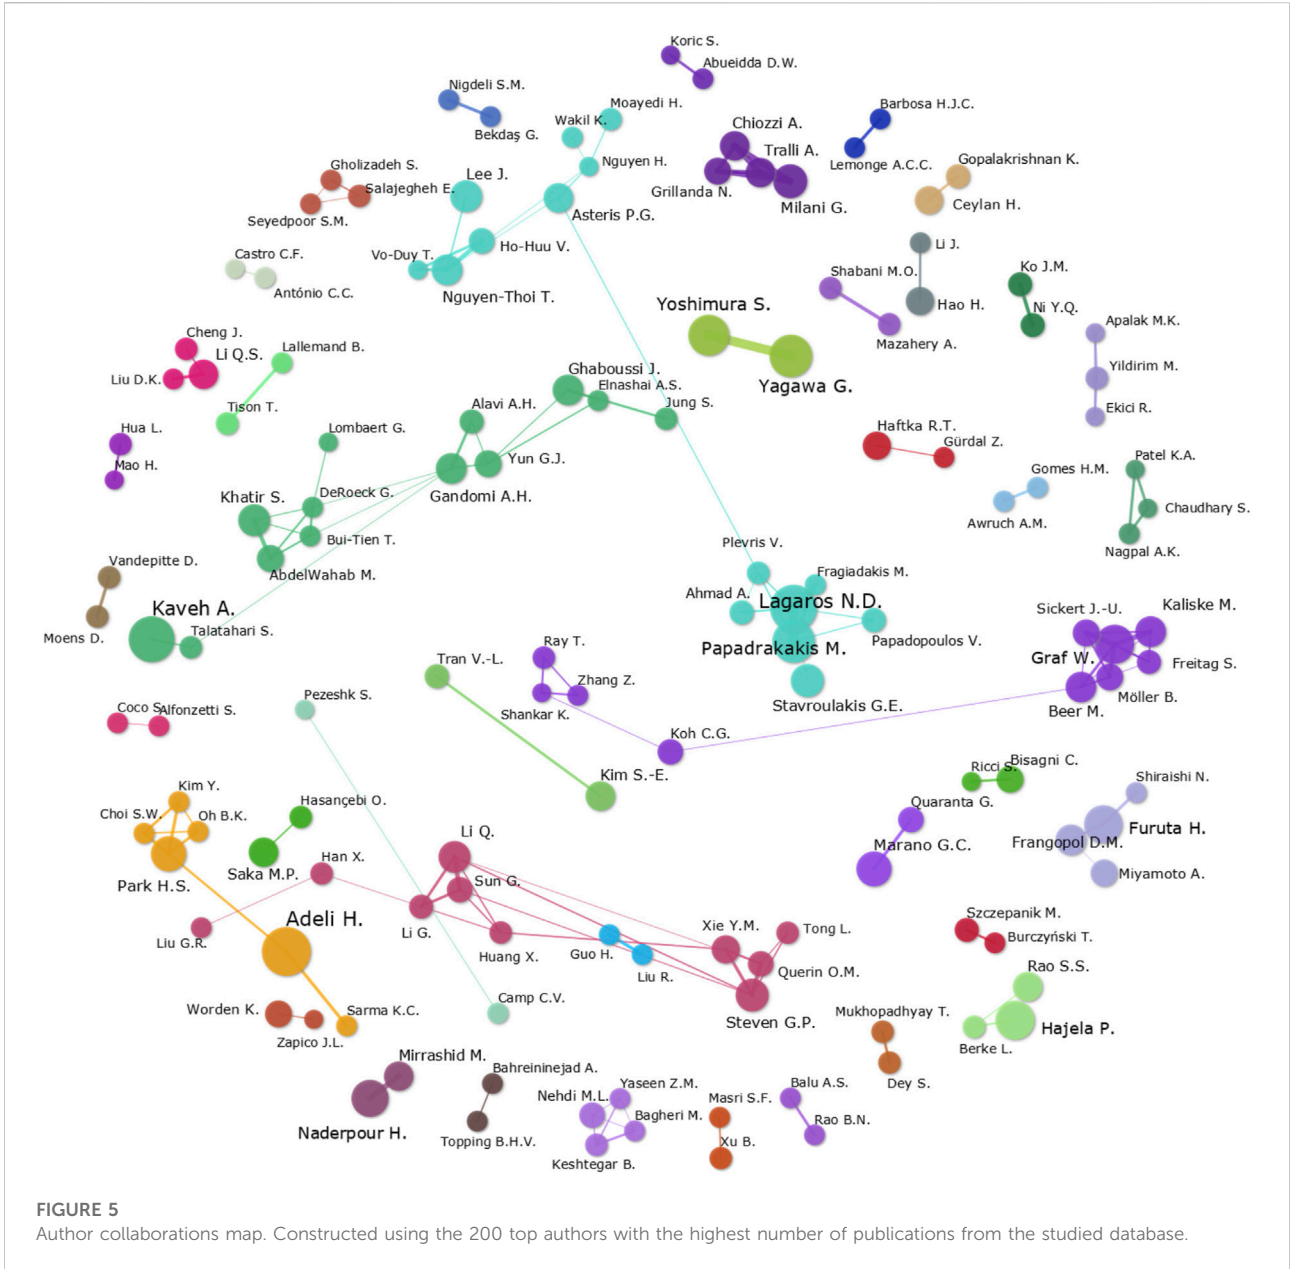 Koric S.
Abueidda D.W.
Nigdeli S.M.
Bekdaş G.
Moayedi H.
Wakil K.
Nguyen H.
Barbosa H.J.C.
Lemonge A.C.C.
Chiozzi A.
Tralli A.
Grillanda N.
Milani G.
Gopalakrishnan K.
Ceylan H.
Gholizadeh S.
Salajegheh E.
Seyedpoor S.M.
Lee J.
Asteris P.G.
Ho-Huu V.
Vo-Duy T.
Nguyen-Thoi T.
Castro C.F.
António C.C.
Li J.
Hao H.
Shabani M.O.
Mazahery A.
Ko J.M.
Ni Y.Q.
Yoshimura S.
Yagawa G.
Apalak M.K.
Yildirim M.
Ekici R.
Cheng J.
Li Q.S.
Liu D.K.
Lallemand B.
Tison T.
Ghaboussi J.
Elnashai A.S.
Jung S.
Alavi A.H.
Yun G.J.
Gandomi A.H.
Hua L.
Mao H.
Lombaert G.
Haftka R.T.
Gürdal Z.
Patel K.A.
Chaudhary S.
Nagpal A.K.
Gomes H.M.
Awruch A.M.
Khatir S.
DeRoeck G.
Bui-Tien T.
AbdelWahab M.
Vandepitte D.
Moens D.
Kaveh A.
Talatahari S.
Plevris V.
Fragiadakis M.
Ahmad A.
Lagaros N.D.
Papadrakakis M.
Papadopoulos V.
Stavroulakis G.E.
Sickert J.-U.
Kaliske M.
Graf W.
Freitag S.
Möller B.
Beer M.
Ray T.
Zhang Z.
Shankar K.
Koh C.G.
Tran V.-L.
Kim S.-E.
Pezeshk S.
Coco S.
Alfonzetti S.
Ricci S.
Bisagni C.
Shiraishi N.
Furuta H.
Frangopol D.M.
Miyamoto A.
Quaranta G.
Marano G.C.
Kim Y.
Choi S.W.
Oh B.K.
Park H.S.
Hasançebi O.
Saka M.P.
Han X.
Liu G.R.
Li Q.
Sun G.
Li G.
Huang X.
Adeli H.
Guo H.
Liu R.
Xie Y.M.
Tong L.
Querin O.M.
Steven G.P.
Szczepanik M.
Burczyński T.
Rao S.S.
Hajela P.
Berke L.
Camp C.V.
Worden K.
Zapico J.L.
Sarma K.C.
Mukhopadhyay T.
Dey S.
Mirrashid M.
Naderpour H.
Bahreininejad A.
Topping B.H.V.
Yaseen Z.M.
Nehdi M.L.
Bagheri M.
Keshtegar B.
Masri S.F.
Xu B.
Balu A.S.
Rao B.N.
FIGURE 5
Author collaborations map. Constructed using the 200 top authors with the highest number of publications from the studied database.